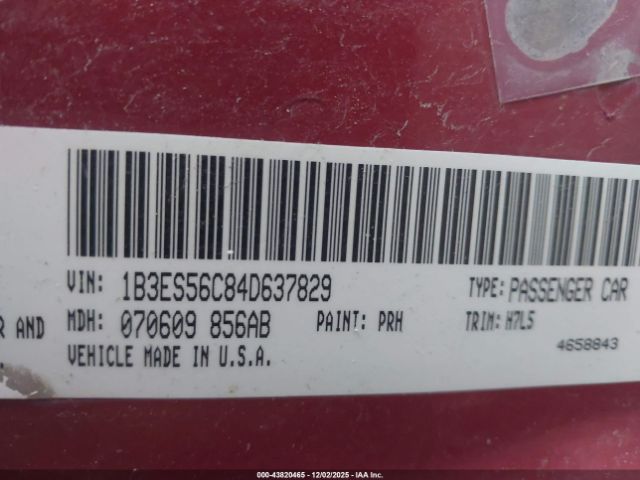 VIN: 1B3ES56C84D637829 TYPE: PASSENGER CAR
R AND MDH: 070609 856AB PAINT: PRH TRIM: H7L5
VEHICLE MADE IN U.S.A. 4658843
000-43820465 - 12/02/2025 - IAA Inc.